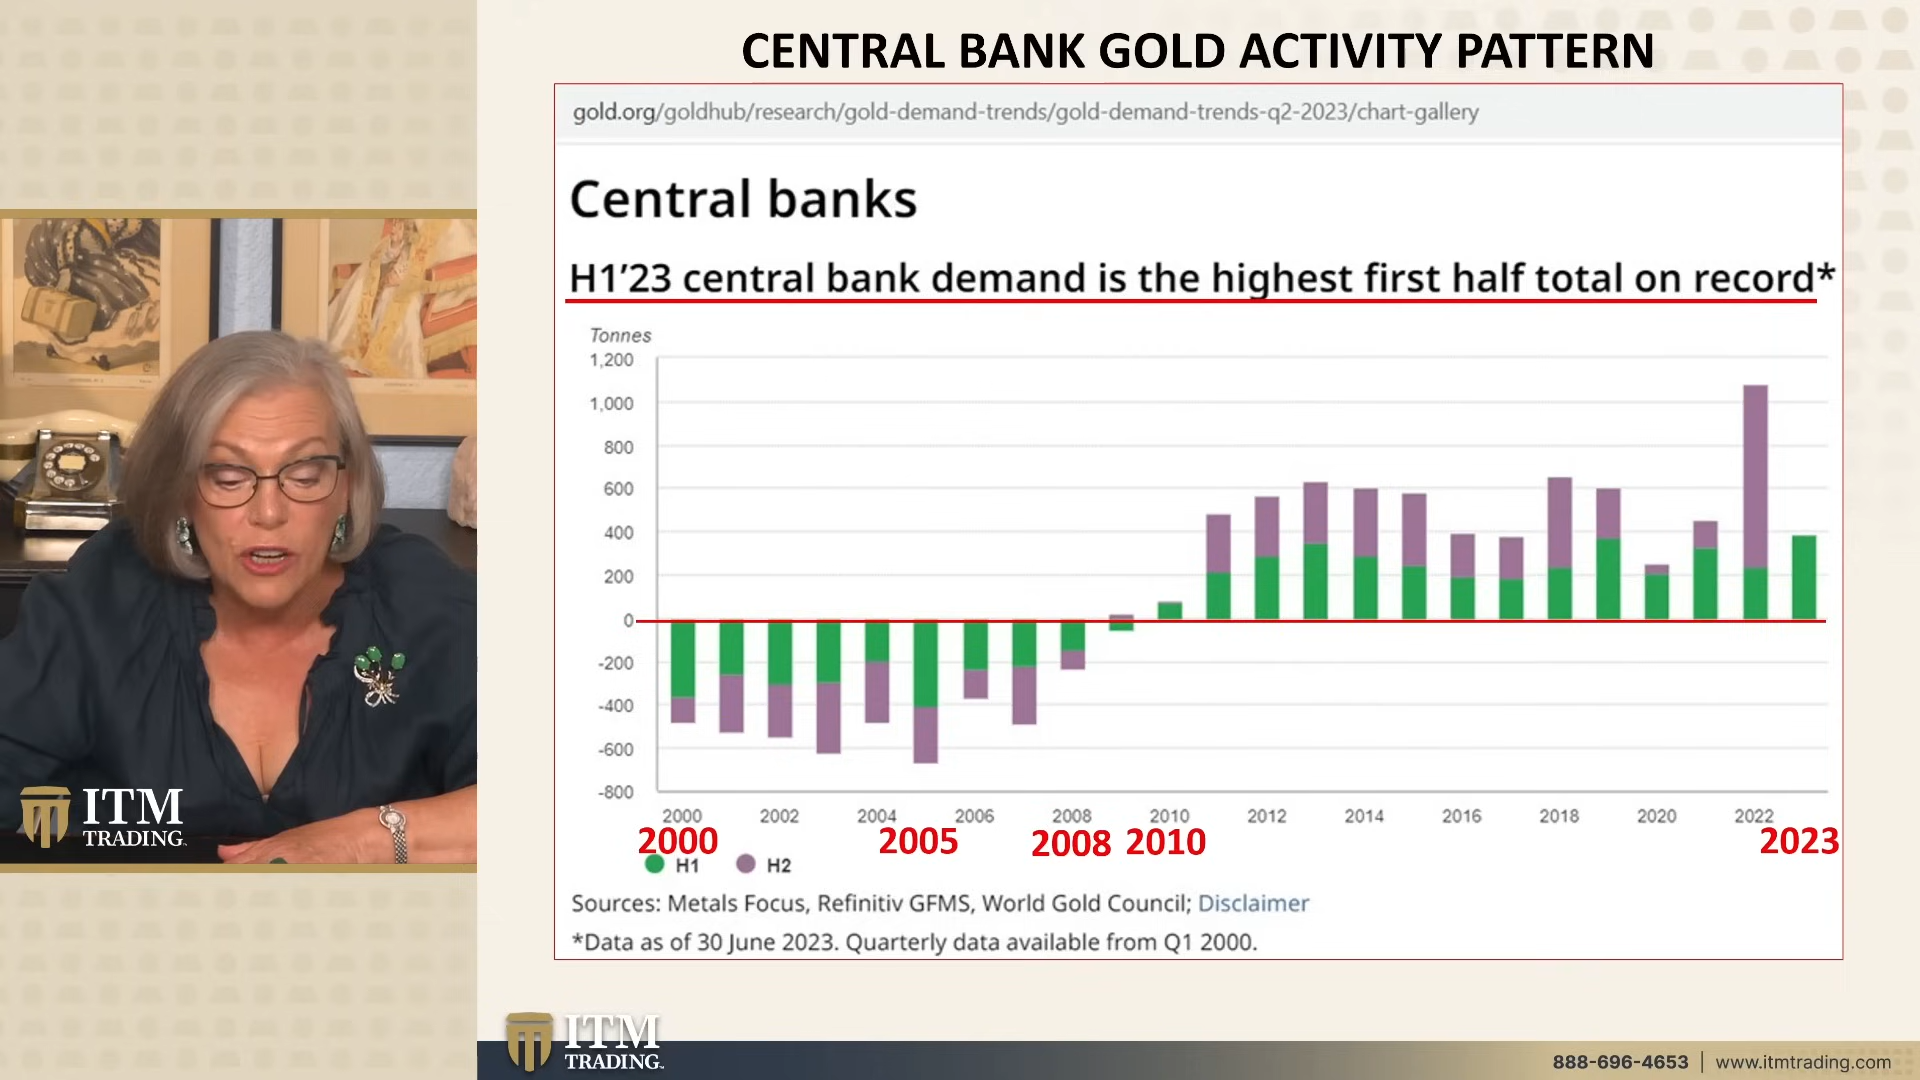 CENTRAL BANK GOLD ACTIVITY PATTERN
gold.org/goldhub/research/gold-demand-trends/gold-demand-trends-q2-2023/chart-gallery
Central banks
H1’23 central bank demand is the highest first half total on record*
Tonnes
1,200
1,000
800
600
400
200
0
-200
-400
-600
-800
2000 2002 2004 2006 2008 2010 2012 2014 2016 2018 2020 2022
2000 2005 2008 2010 2023
H1 H2
Sources: Metals Focus, Refinitiv GFMS, World Gold Council; Disclaimer
*Data as of 30 June 2023. Quarterly data available from Q1 2000.
ITM
TRADING
ITM
TRADING
888-696-4653 | www.itmtrading.com